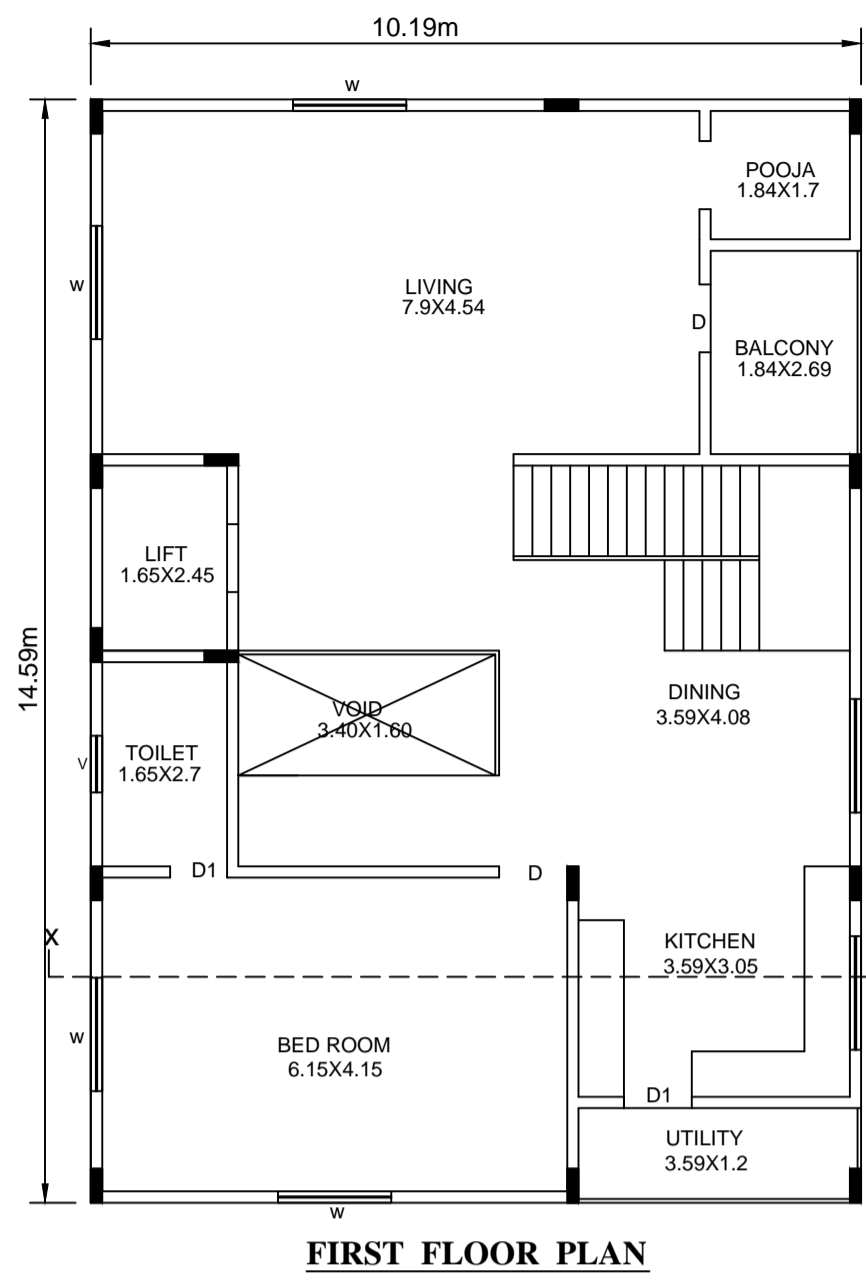 10.19m
w
POOJA
1.84X1.7
w
LIVING
7.9X4.54
D
BALCONY
1.84X2.69
LIFT
1.65X2.45
14.59m
VOID
3.40X1.60
DINING
3.59X4.08
V
TOILET
1.65X2.7
D1
D
X
KITCHEN
3.59X3.05
w
BED ROOM
6.15X4.15
D1
UTILITY
3.59X1.2
w
FIRST FLOOR PLAN